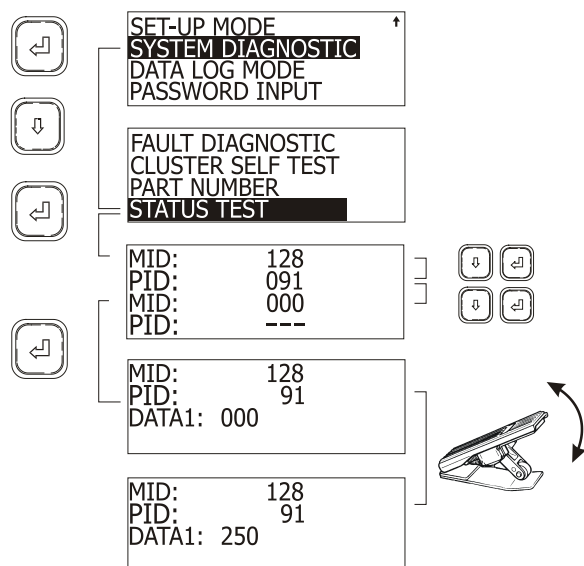 SET-UP MODE
SYSTEM DIAGNOSTIC
DATA LOG MODE
PASSWORD INPUT
FAULT DIAGNOSTIC
CLUSTER SELF TEST
PART NUMBER
STATUS TEST
MID: 128
PID: 091
MID: 000
PID: ---
MID: 128
PID: 91
DATA1: 000
MID: 128
PID: 91
DATA1: 250